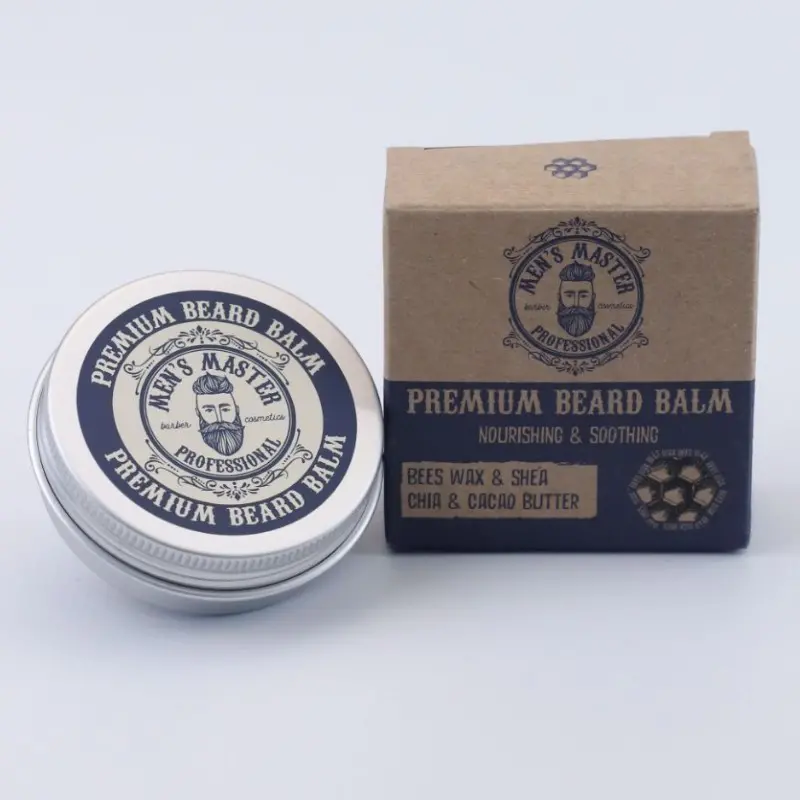 PREMIUM BEARD BALM
MEN'S MASTER
barber cosmetics
PROFESSIONAL
PREMIUM BEARD BALM
MEN'S MASTER
barber cosmetics
PROFESSIONAL
PREMIUM BEARD BALM
NOURISHING & SOOTHING
BEES WAX & SHEA
CHIA & CACAO BUTTER